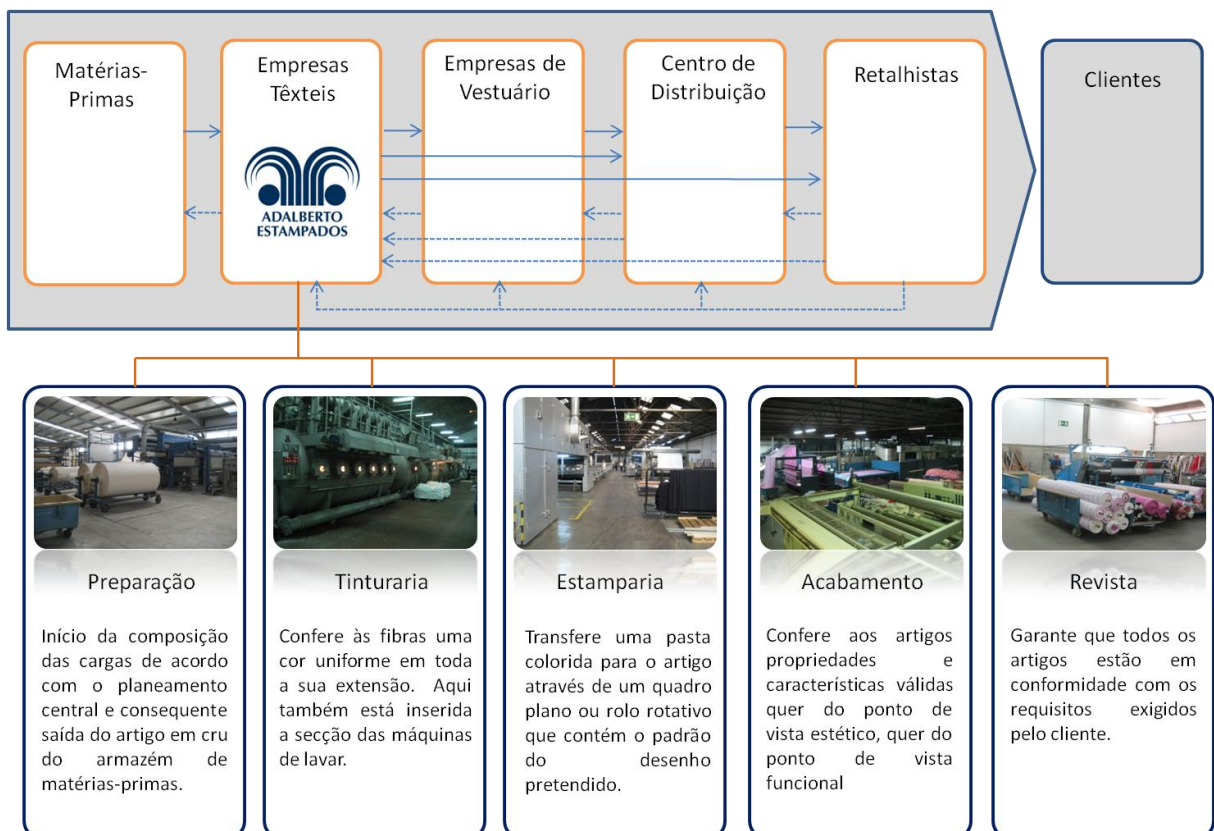 Matérias-
Primas
Empresas
Têxteis
ADALBERTO
ESTAMPADOS
Empresas de
Vestuário
Centro de
Distribuição
Retalhistas
Clientes
Preparação
Início da composição
das cargas de acordo
com o planeamento
central e consequente
saída do artigo em cru
do armazém de
matérias-primas.
Tinturaria
Confere às fibras uma
cor uniforme em toda
a sua extensão. Aqui
também está inserida
a secção das máquinas
de lavar.
Estamparia
Transfere uma pasta
colorida para o artigo
através de um quadro
plano ou rolo rotativo
que contém o padrão
do desenho
pretendido.
Acabamento
Confere aos artigos
propriedades e
características válidas
quer do ponto de
vista estético, quer do
ponto de vista
funcional
Revista
Garante que todos os
artigos estão em
conformidade com os
requisitos exigidos
pelo cliente.